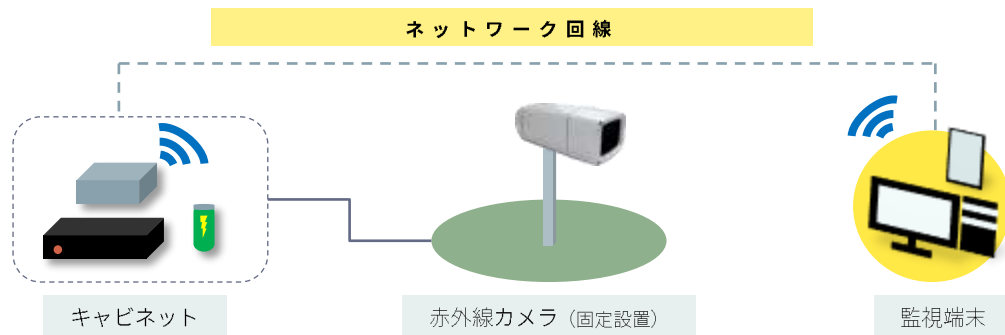 ネットワーク回線
キャビネット
赤外線カメラ（固定設置）
監視端末